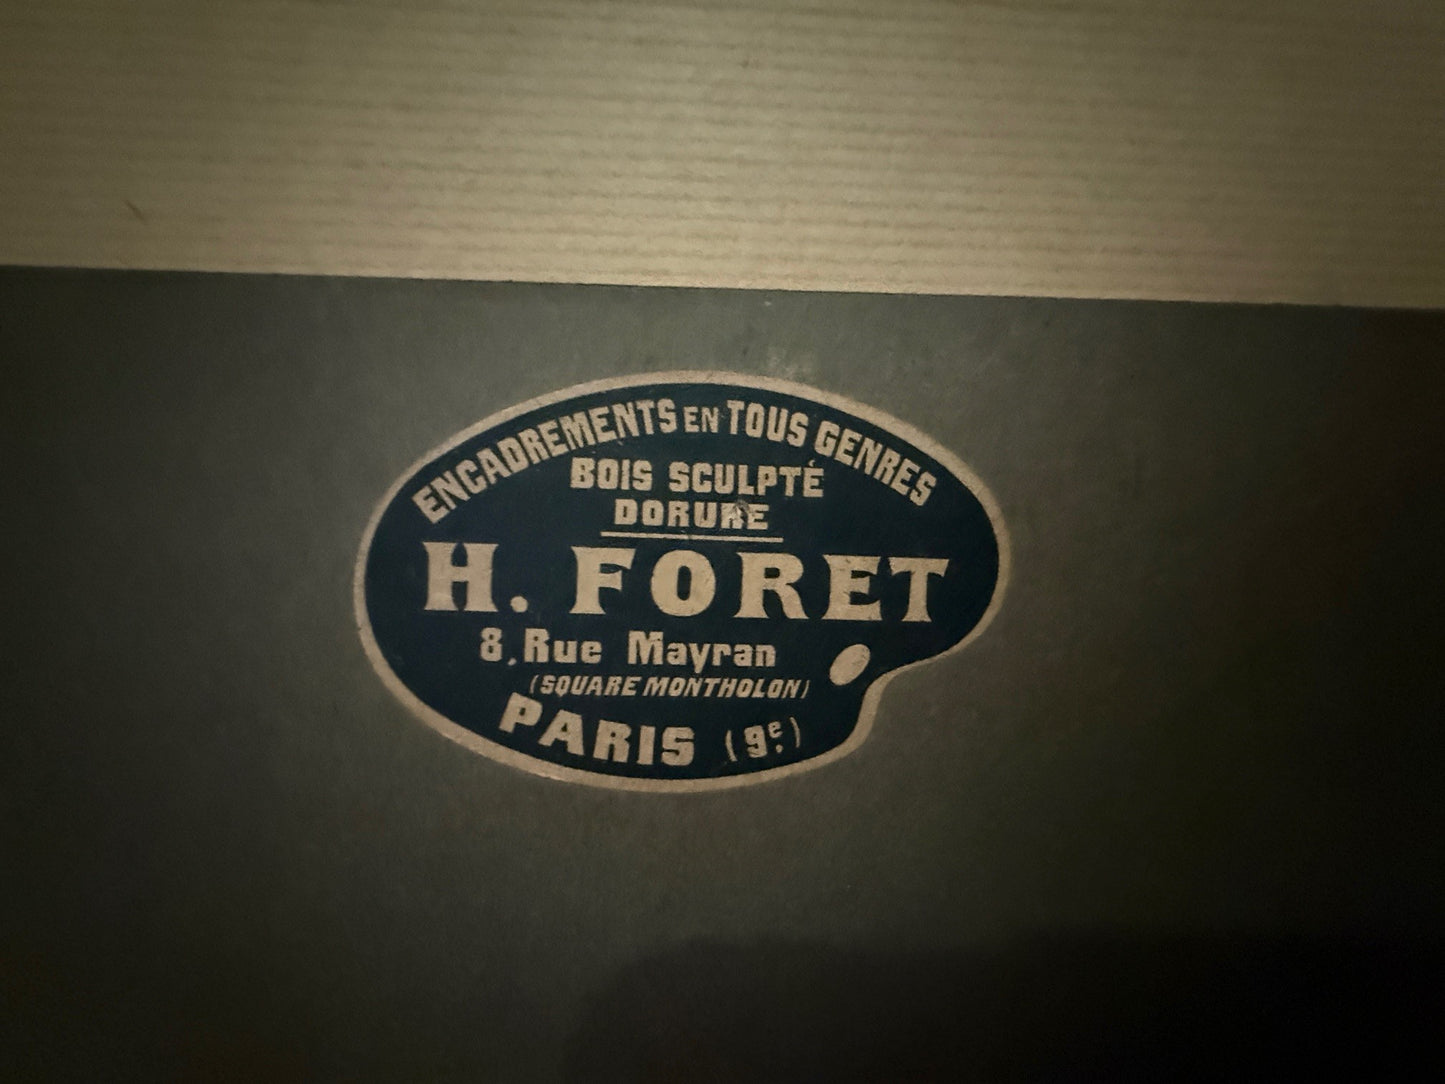 ENCADREMENTS EN TOUS GENRES
BOIS SCULPTÉ
DORURE
H. FORET
8, Rue Mayran
(SQUARE MONTHOLON)
PARIS (9e.)